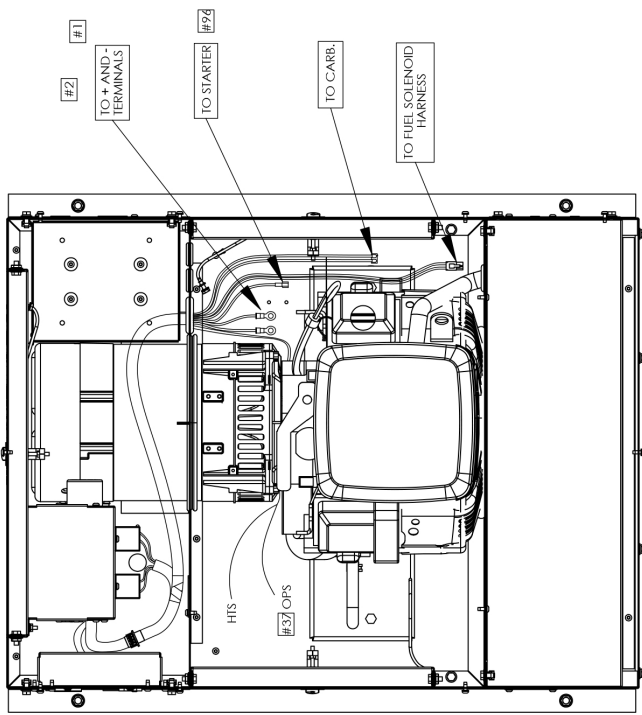 #2
#1
TO + AND -
TERMINALS
#96
TO STARTER
TO CARB.
TO FUEL SOLENOID
HARNESS
HTS
#37 OPS